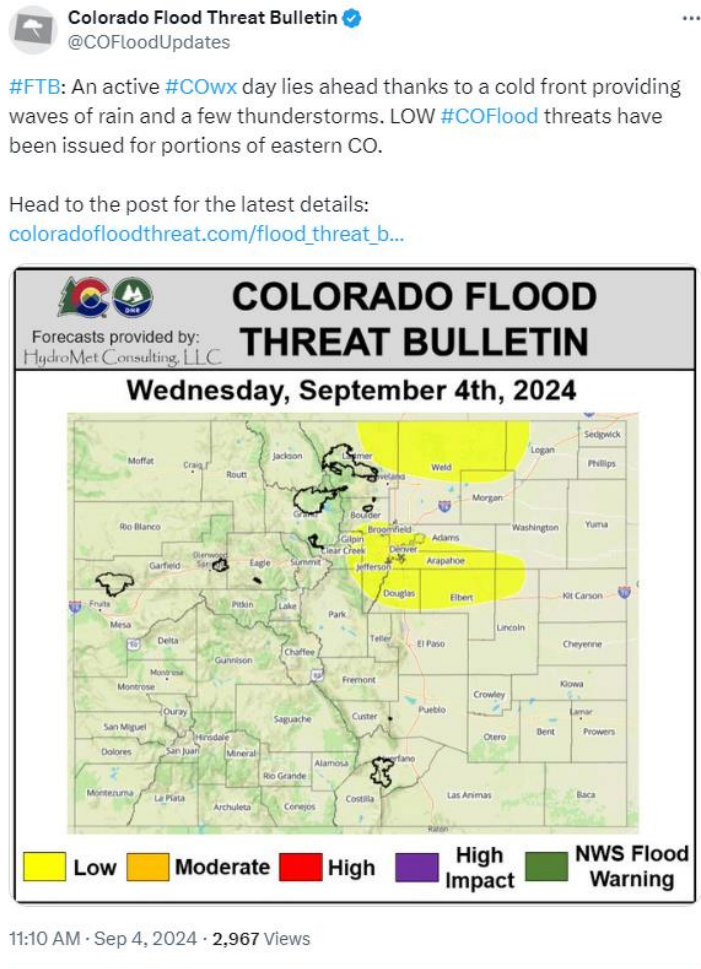 Colorado Flood Threat Bulletin
@COFloodUpdates
#FTB: An active #COwx day lies ahead thanks to a cold front providing
waves of rain and a few thunderstorms. LOW #COFlood threats have
been issued for portions of eastern CO.
Head to the post for the latest details:
coloradofloodthreat.com/flood_threat_b...
DNR
Forecasts provided by:
HydroMet Consulting, LLC
COLORADO FLOOD
THREAT BULLETIN
Wednesday, September 4th, 2024
Sedgwick
Logan
Phillips
Jackson
Moffat
Craig
Routt
Weld
Morgan
Grand
Boulder
Rio Blanco
Broomfield
Washington
Yuma
Gilpin
Adams
Clear Creek
Denver
Garfield
Eagle
Summit
Jefferson
Arapahoe
Douglas
Elbert
Kit Carson
Fruita
Pitkin
Lake
Park
Mesa
Lincoln
Delta
Teller
El Paso
Cheyenne
Chaffee
Gunnison
Montrose
Fremont
Kiowa
Montrose
Crowley
Ouray
Saguache
Custer
Pueblo
Lamar
San Miguel
Hinsdale
Otero
Bent
Prowers
Dolores
San Juan
Mineral
Alamosa
Rio Grande
Montezuma
La Plata
Archuleta
Conejos
Costilla
Las Animas
Baca
Raton
Low
Moderate
High
High
Impact
NWS Flood
Warning
11:10 AM · Sep 4, 2024 · 2,967 Views